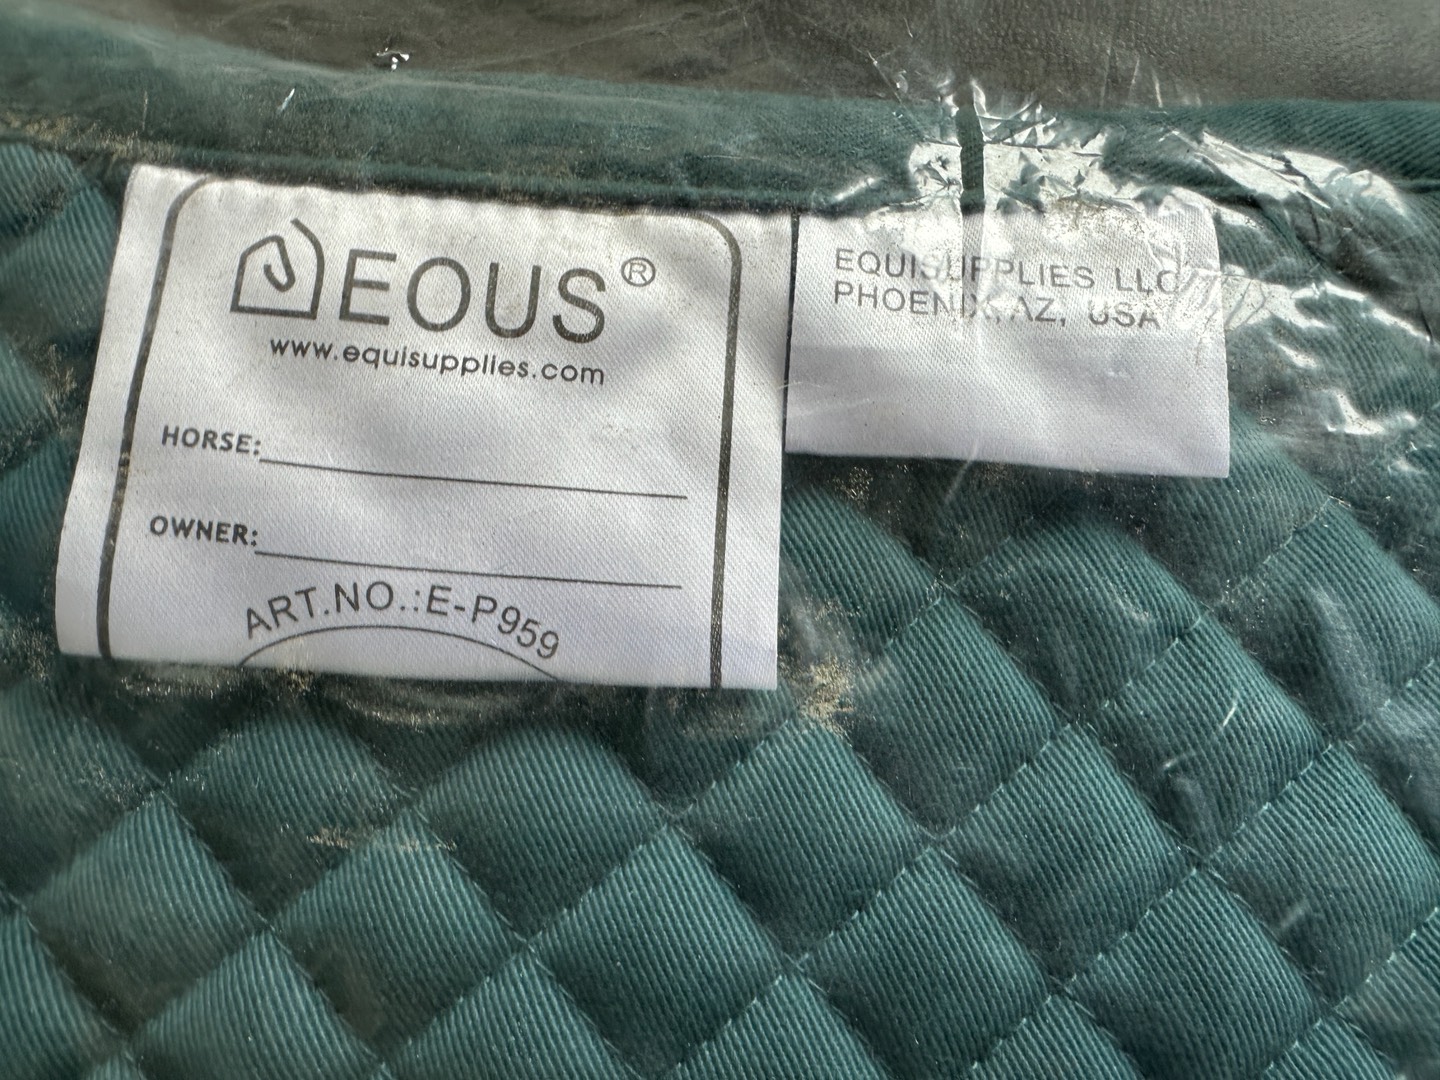 EOUS®
www.equisupplies.com
HORSE:
OWNER:
ART.NO.:E-P959
EQUISUPPLIES LLC
PHOENIX, AZ, USA